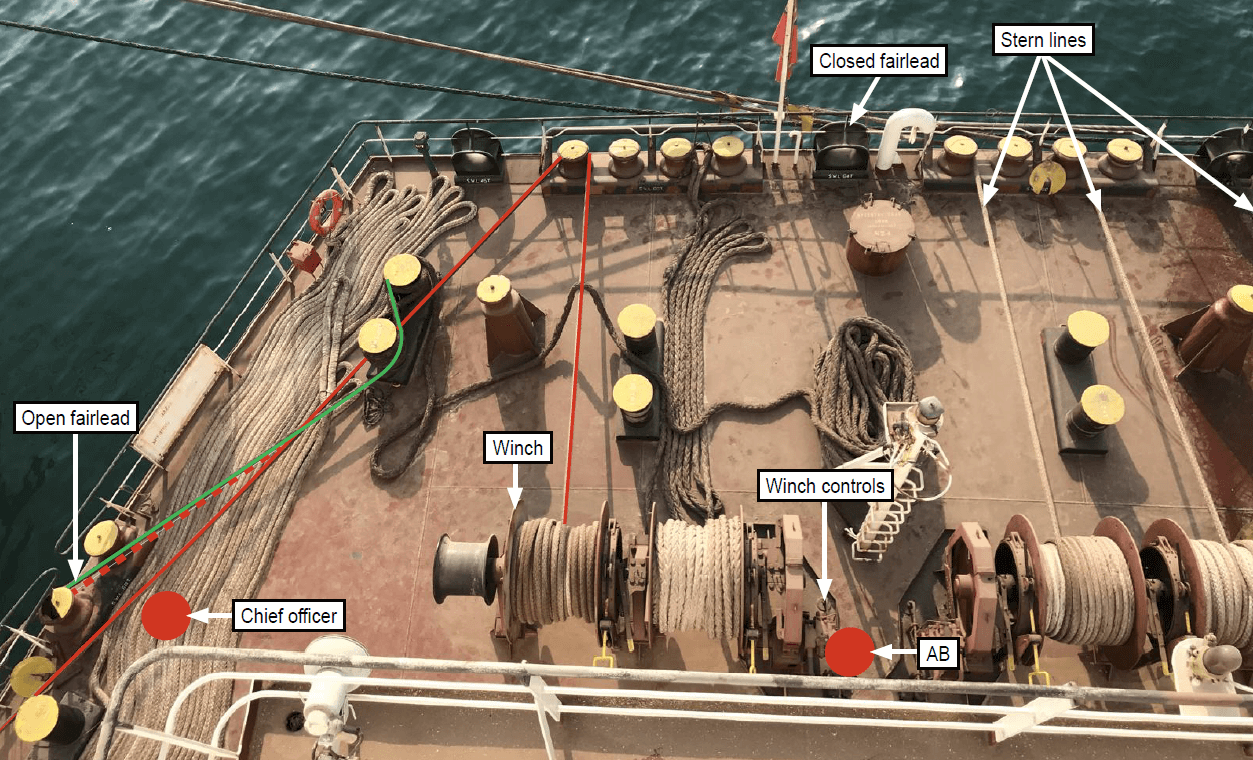 Stern lines
Closed fairlead
Open fairlead
Winch
Winch controls
Chief officer
AB